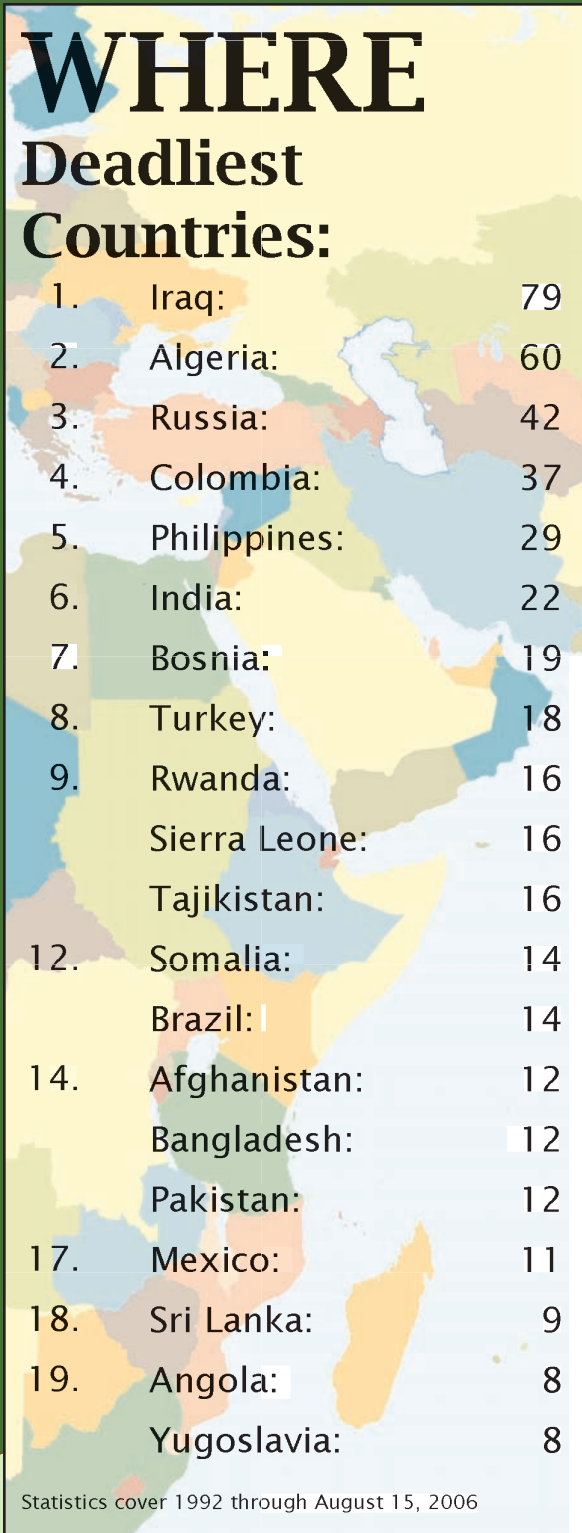 WHERE
Deadliest
Countries:
1. Iraq: 79
2. Algeria: 60
3. Russia: 42
4. Colombia: 37
5. Philippines: 29
6. India: 22
7. Bosnia: 19
8. Turkey: 18
9. Rwanda: 16
Sierra Leone: 16
Tajikistan: 16
12. Somalia: 14
Brazil: 14
14. Afghanistan: 12
Bangladesh: 12
Pakistan: 12
17. Mexico: 11
18. Sri Lanka: 9
19. Angola: 8
Yugoslavia: 8
Statistics cover 1992 through August 15, 2006